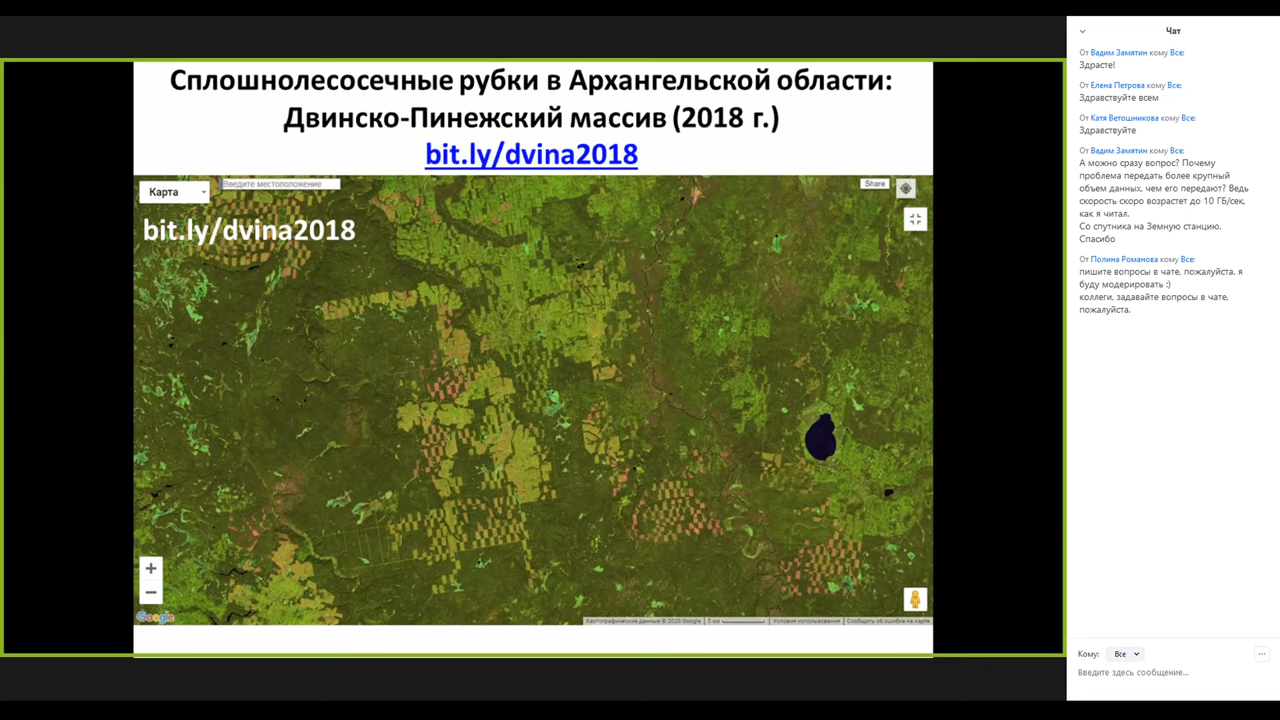 Сплошнолесосечные рубки в Архангельской области:
Двинско-Пинежский массив (2018 г.)
bit.ly/dvina2018
Карта
Введите местоположение
Share
bit.ly/dvina2018
Google
Картографические данные © 2020 Google
5 км
Условия использования
Сообщить об ошибке на карте
Чат
От Вадим Замятин кому Все:
Здрасте!
От Елена Петрова кому Все:
Здравствуйте всем
От Катя Ветошникова кому Все:
Здравствуйте
От Вадим Замятин кому Все:
А можно сразу вопрос? Почему
проблема передать более крупный
объем данных, чем его передают? Ведь
скорость скоро возрастет до 10 ГБ/сек,
как я читал.
Со спутника на Земную станцию.
Спасибо
От Полина Романова кому Все:
пишите вопросы в чате, пожалуйста. я
буду модерировать :)
коллеги, задавайте вопросы в чате,
пожалуйста.
Кому: Все
Введите здесь сообщение...